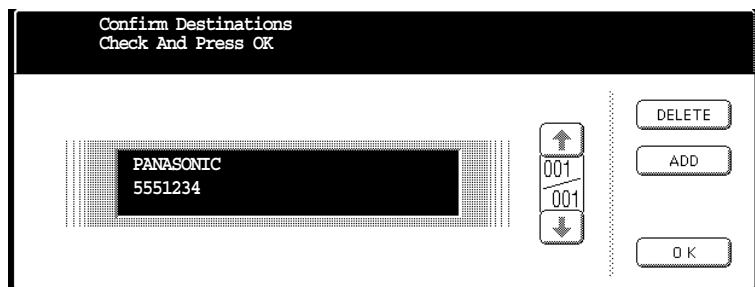 Confirm Destinations
Check And Press OK
DELETE
PANASONIC
5551234
001
001
ADD
OK